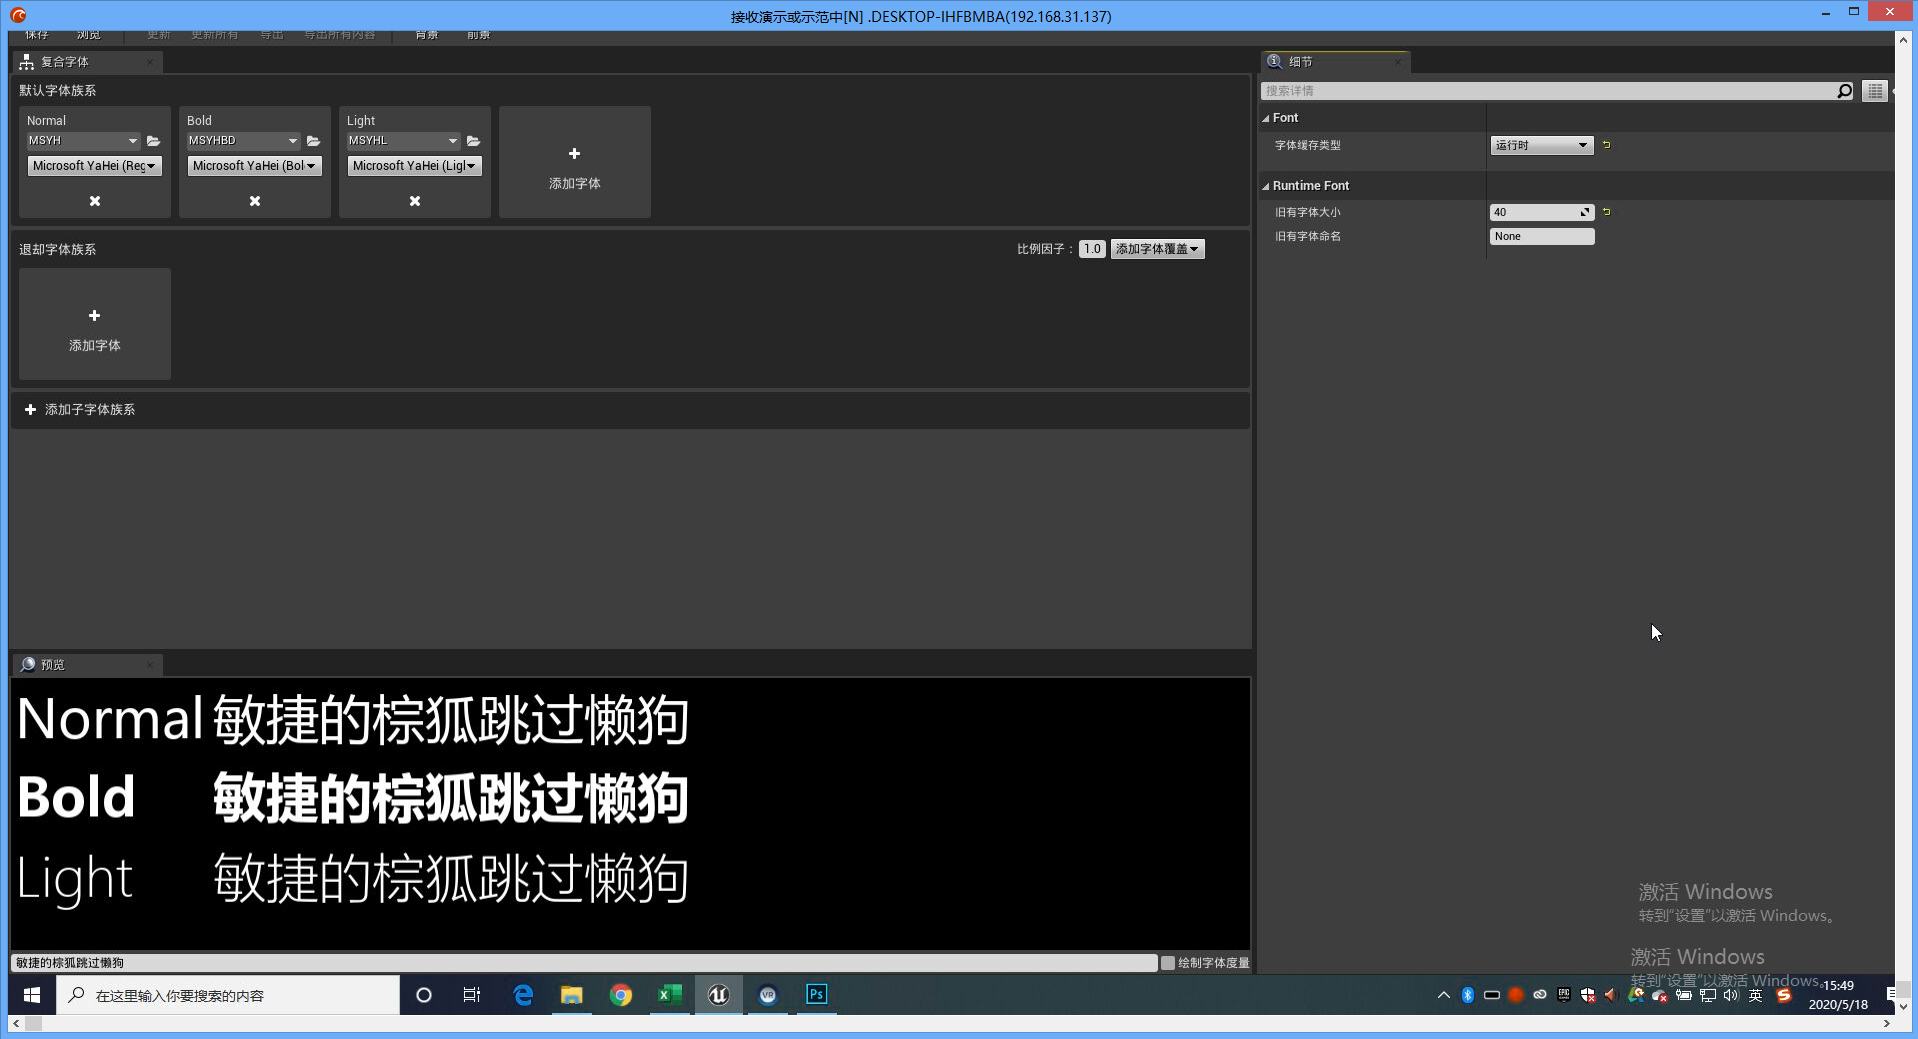 接收演示或示范中[N] .DESKTOP-IHFBMBA(192.168.31.137)
保存 浏览 更新 更新所有 导出 导出所有内容 背景 前景
复合字体
默认字体族系
Normal
MSYH
Microsoft YaHei (Reg
Bold
MSYHBD
Microsoft YaHei (Bol
Light
MSYHL
Microsoft YaHei (Ligl
添加字体
退却字体族系
比例因子： 1.0 添加字体覆盖
添加字体
添加子字体族系
细节
搜索详情
Font
字体缓存类型 运行时
Runtime Font
旧有字体大小 40
旧有字体命名 None
预览
Normal 敏捷的棕狐跳过懒狗
Bold 敏捷的棕狐跳过懒狗
Light 敏捷的棕狐跳过懒狗
敏捷的棕狐跳过懒狗
绘制字体度量
激活 Windows
转到"设置"以激活 Windows。
激活 Windows
转到"设置"以激活 Windows。
在这里输入你要搜索的内容
VR
Ps
EPIC
英
15:49
2020/5/18